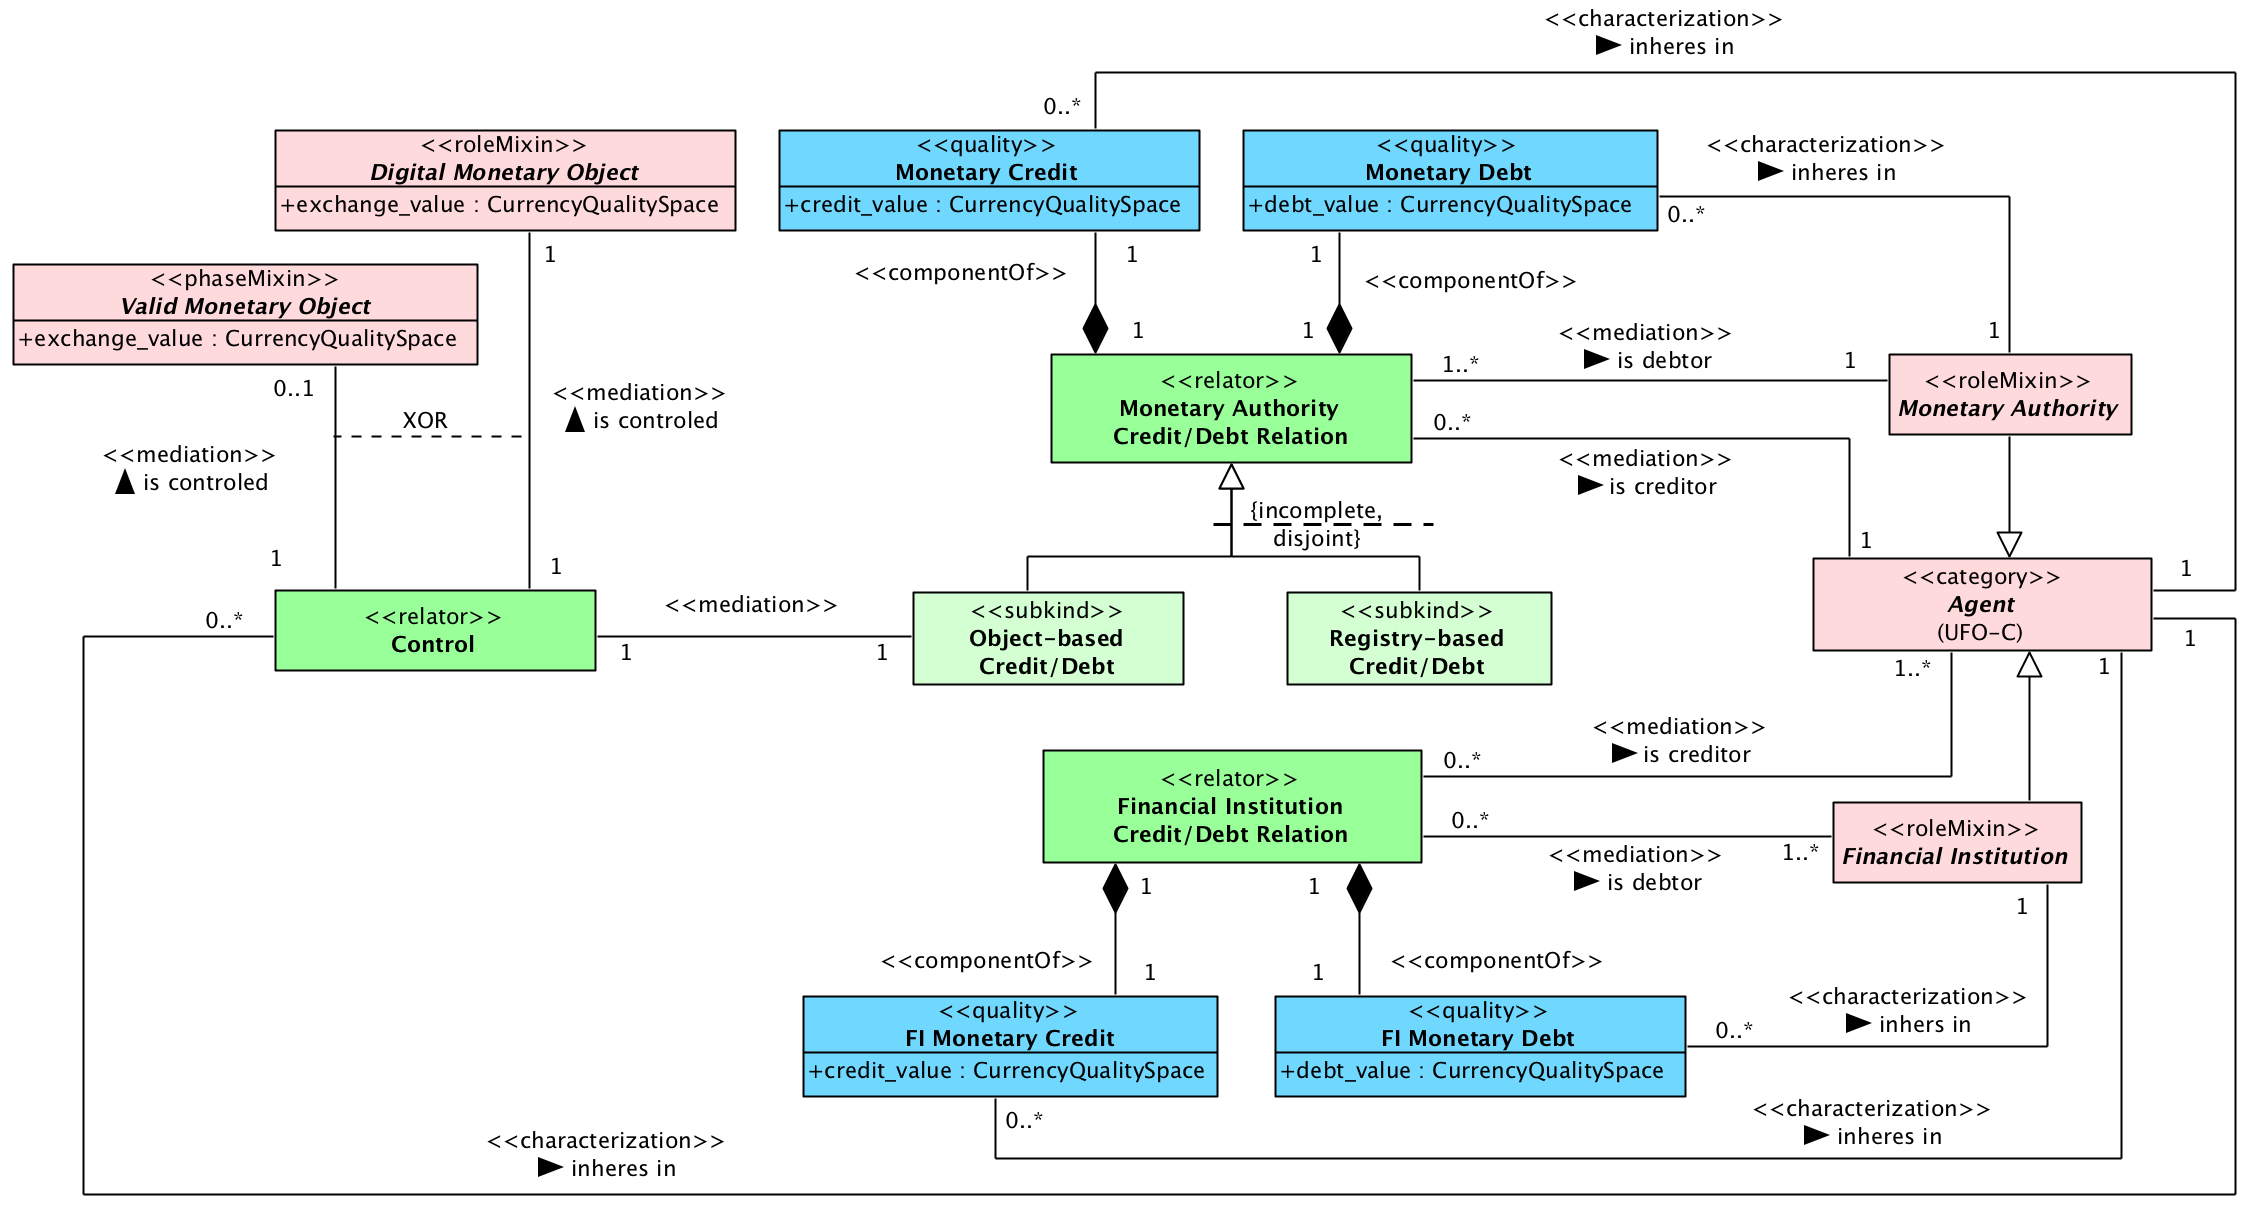 <<characterization>>
inheres in
0..*
<<roleMixin>>
Digital Monetary Object
+exchange_value : CurrencyQualitySpace
<<quality>>
Monetary Credit
+credit_value : CurrencyQualitySpace
<<quality>>
Monetary Debt
+debt_value : CurrencyQualitySpace
<<characterization>>
inheres in
0..*
1
1
1
<<phaseMixin>>
Valid Monetary Object
+exchange_value : CurrencyQualitySpace
<<componentOf>>
<<componentOf>>
1
1
1
<<mediation>>
is debtor
1..*
1
0..1
<<mediation>>
is controled
XOR
<<relator>>
Monetary Authority
Credit/Debt Relation
<<roleMixin>>
Monetary Authority
0..*
<<mediation>>
is creditor
<<mediation>>
is controled
{incomplete,
disjoint}
1
1
1
1
<<category>>
Agent
(UFO-C)
0..*
<<relator>>
Control
<<mediation>>
1
1
<<subkind>>
Object-based
Credit/Debt
<<subkind>>
Registry-based
Credit/Debt
1
1..*
1
<<mediation>>
is creditor
0..*
<<relator>>
Financial Institution
Credit/Debt Relation
0..*
<<mediation>>
is debtor
1..*
<<roleMixin>>
Financial Institution
1
1
1
<<componentOf>>
<<componentOf>>
1
1
<<quality>>
FI Monetary Credit
+credit_value : CurrencyQualitySpace
<<quality>>
FI Monetary Debt
+debt_value : CurrencyQualitySpace
<<characterization>>
inhers in
0..*
0..*
<<characterization>>
inheres in
<<characterization>>
inheres in